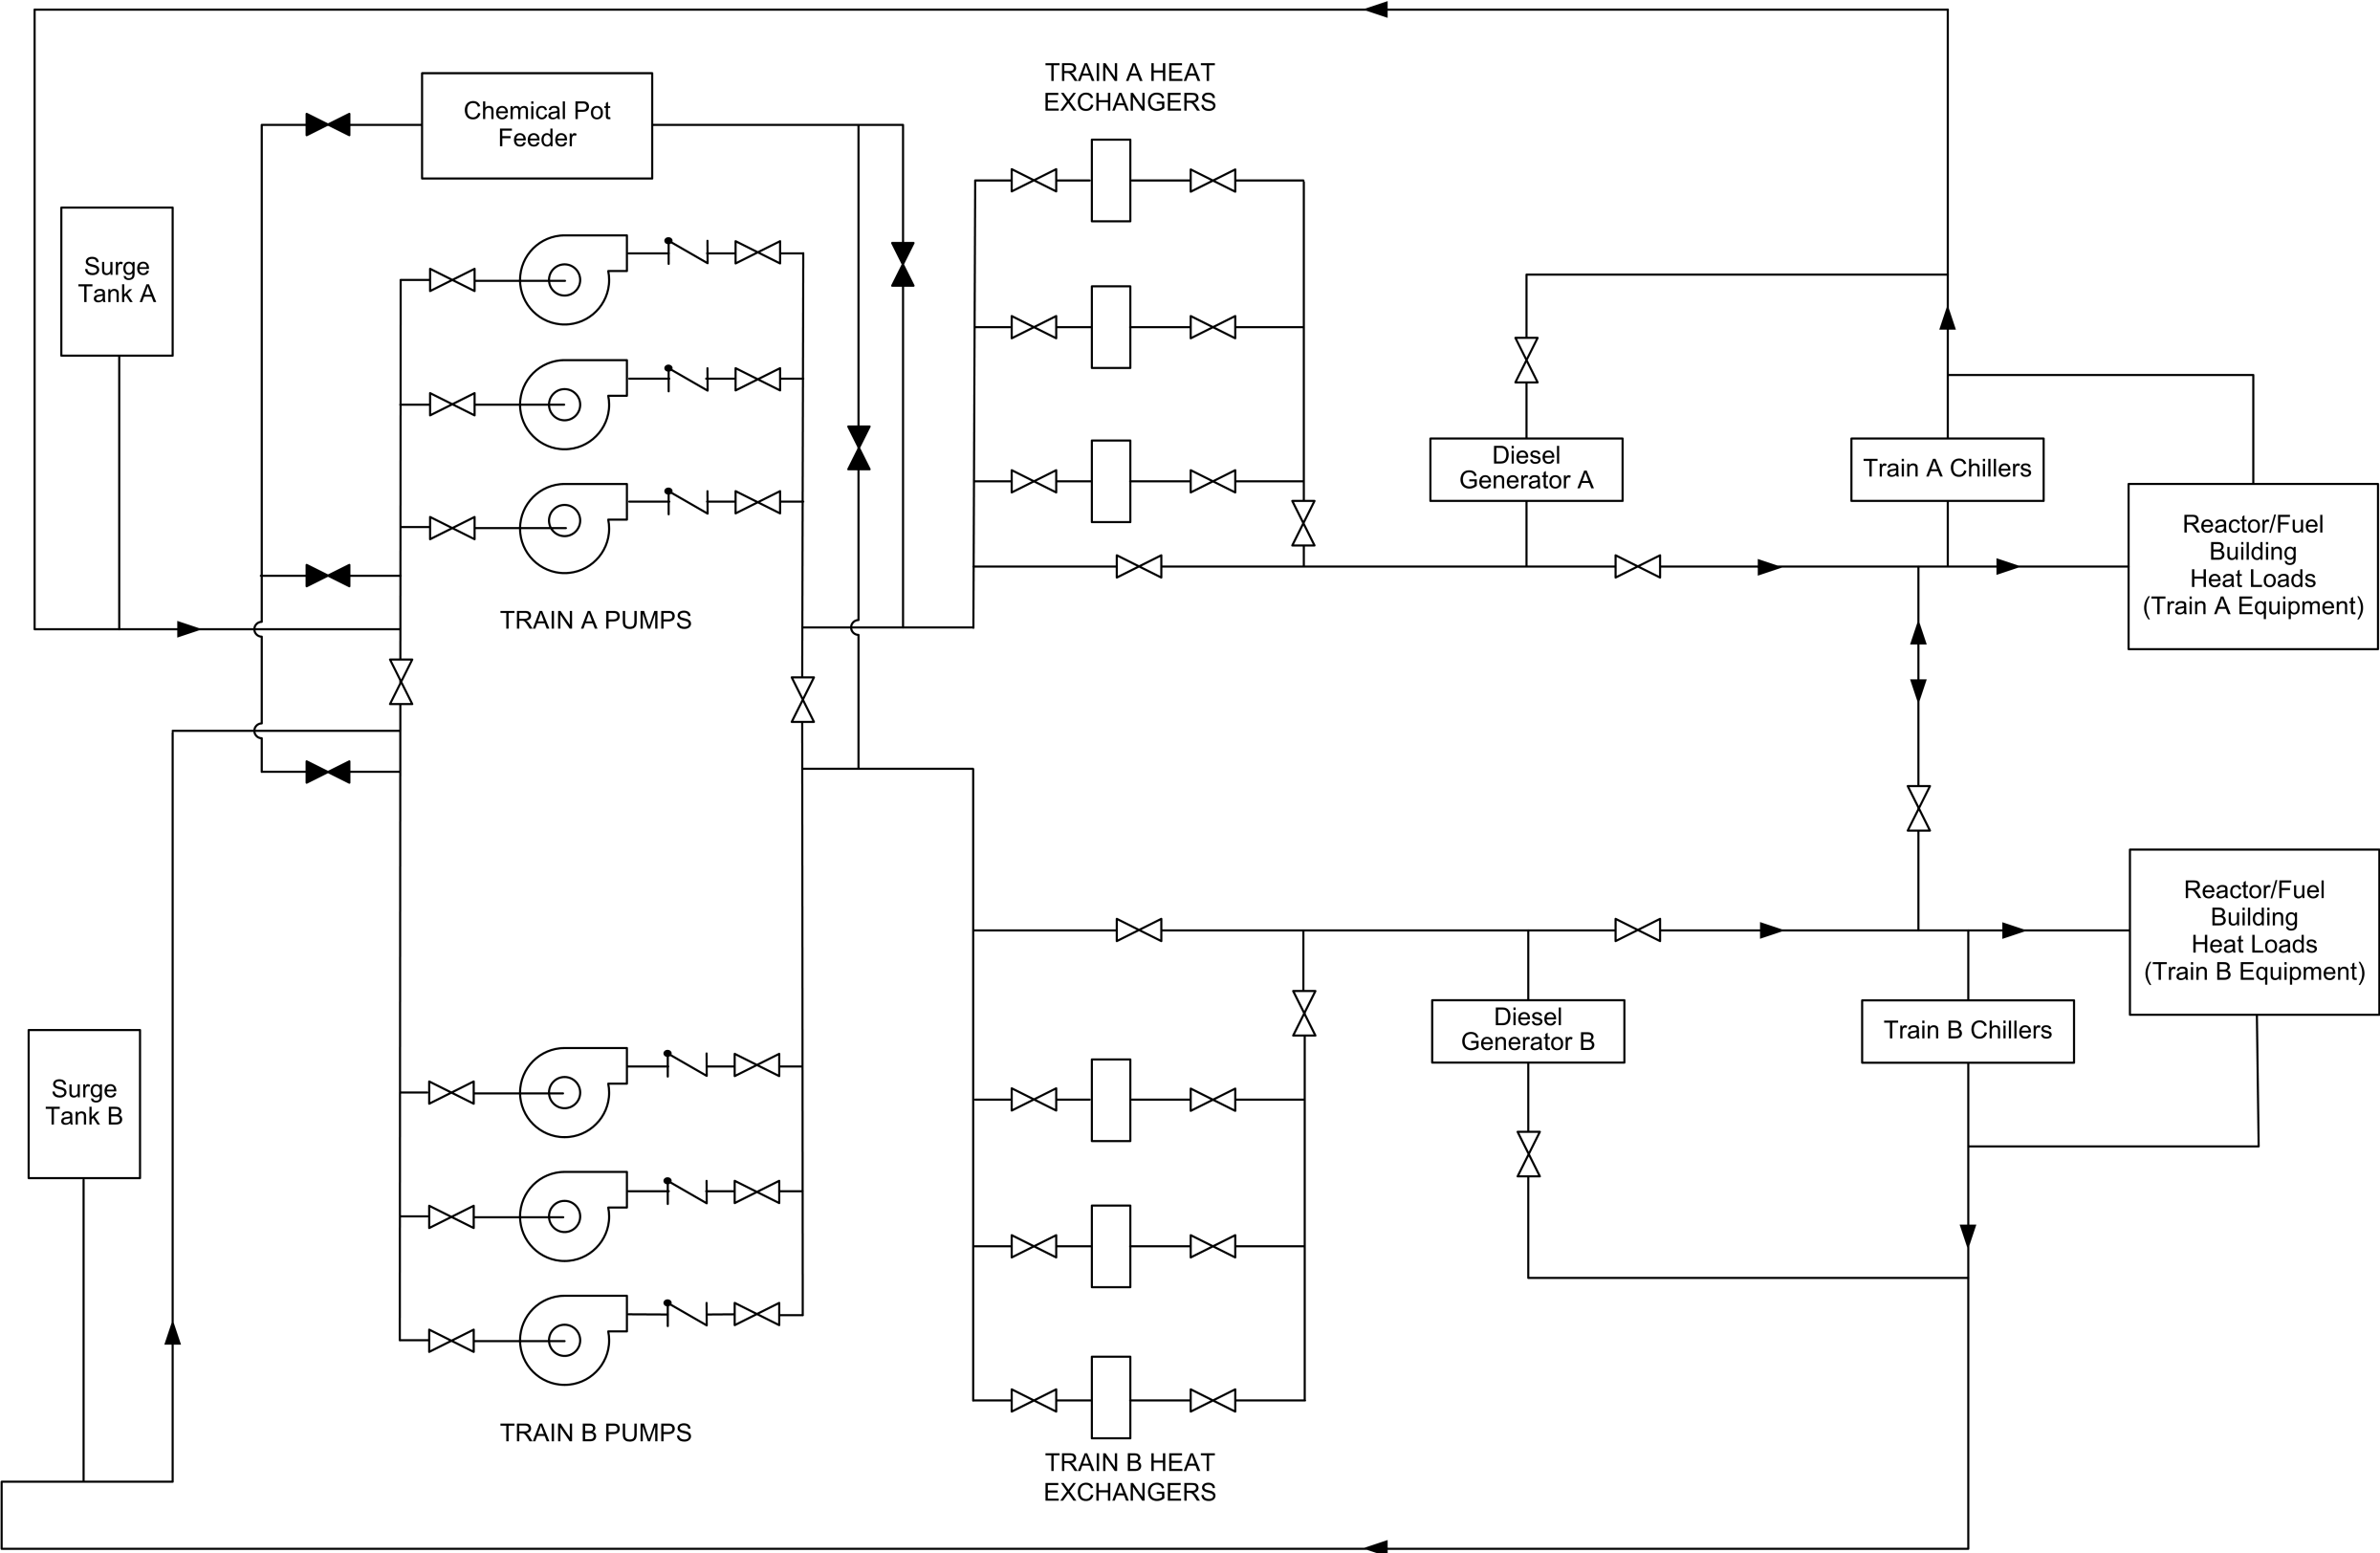 TRAIN A HEAT
EXCHANGERS
Chemical Pot
Feeder
Surge
Tank A
Diesel
Generator A
Train A Chillers
Reactor/Fuel
Building
Heat Loads
(Train A Equipment)
TRAIN A PUMPS
Reactor/Fuel
Building
Heat Loads
(Train B Equipment)
Diesel
Generator B
Train B Chillers
Surge
Tank B
TRAIN B PUMPS
TRAIN B HEAT
EXCHANGERS